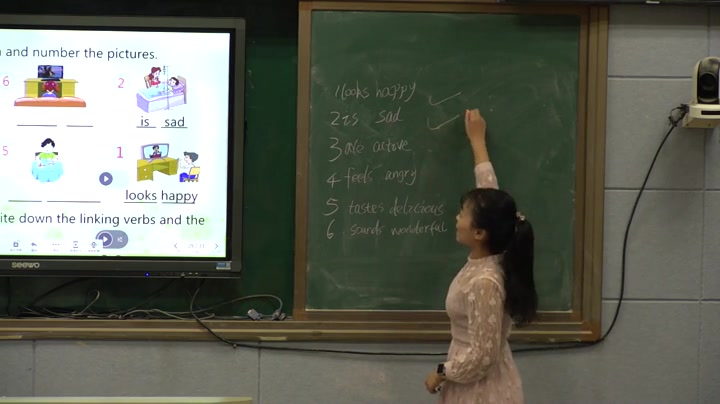 and number the pictures.
6
2
is sad
5
1
looks happy
ite down the linking verbs and the
seewo
1 looks happy
2 is sad
3 are active
4 feels angry
5 tastes delicious
6 sounds wonderful